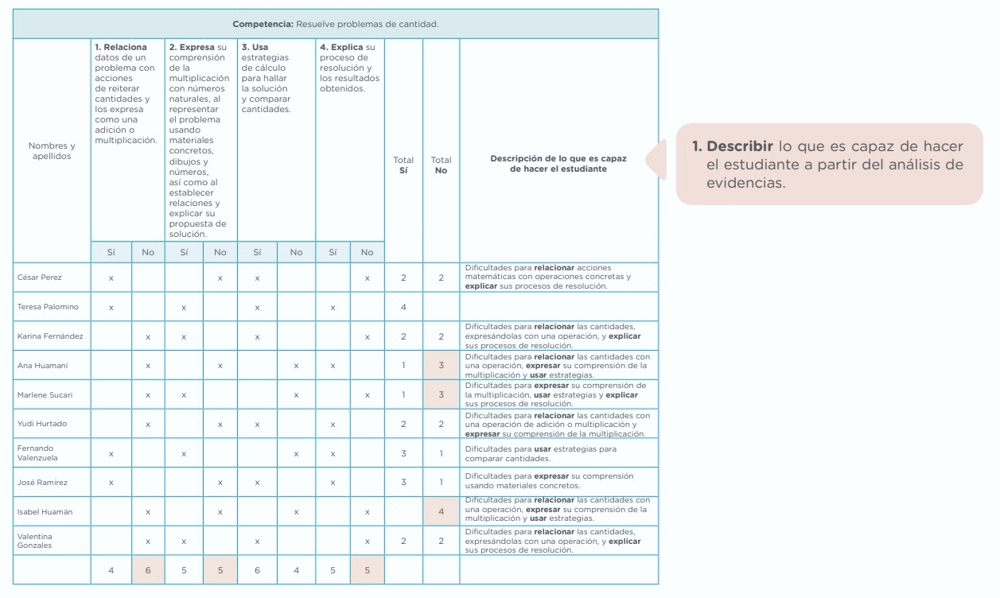 Competencia: Resuelve problemas de cantidad.
Nombres y
apellidos
1. Relaciona
datos de un
problema con
acciones
de reiterar
cantidades y
los expresa
como una
adición o
multiplicación.
2. Expresa su
comprensión
de la
multiplicación
con números
naturales, al
representar
el problema
usando
materiales
concretos,
dibujos y
números,
así como al
establecer
relaciones y
explicar su
propuesta de
solución.
3. Usa
estrategias
de cálculo
para hallar
la solución
y comparar
cantidades.
4. Explica su
proceso de
resolución y
los resultados
obtenidos.
Total
Sí
Total
No
Descripción de lo que es capaz
de hacer el estudiante
Sí No Sí No Sí No Sí No
César Perez x x x x 2 2
Dificultades para relacionar acciones
matemáticas con operaciones concretas y
explicar sus procesos de resolución.
Teresa Palomino x x x x 4
Karina Fernández x x x x 2 2
Dificultades para relacionar las cantidades,
expresándolas con una operación, y explicar
sus procesos de resolución.
Ana Huamaní x x x x 1 3
Dificultades para relacionar las cantidades con
una operación, expresar su comprensión de la
multiplicación y usar estrategias.
Marlene Sucari x x x x 1 3
Dificultades para expresar su comprensión de
la multiplicación, usar estrategias y explicar
sus procesos de resolución.
Yudi Hurtado x x x x 2 2
Dificultades para relacionar las cantidades con
una operación de adición o multiplicación y
expresar su comprensión de la multiplicación.
Fernando
Valenzuela x x x x 3 1
Dificultades para usar estrategias para
comparar cantidades.
José Ramírez x x x x 3 1
Dificultades para expresar su comprensión
usando materiales concretos.
Isabel Huamán x x x x 4
Dificultades para relacionar las cantidades con
una operación, expresar su comprensión de la
multiplicación y usar estrategias.
Valentina
Gonzales x x x x 2 2
Dificultades para relacionar las cantidades,
expresándolas con una operación, y explicar
sus procesos de resolución.
4 6 5 5 6 4 5 5
1. Describir lo que es capaz de hacer
el estudiante a partir del análisis de
evidencias.